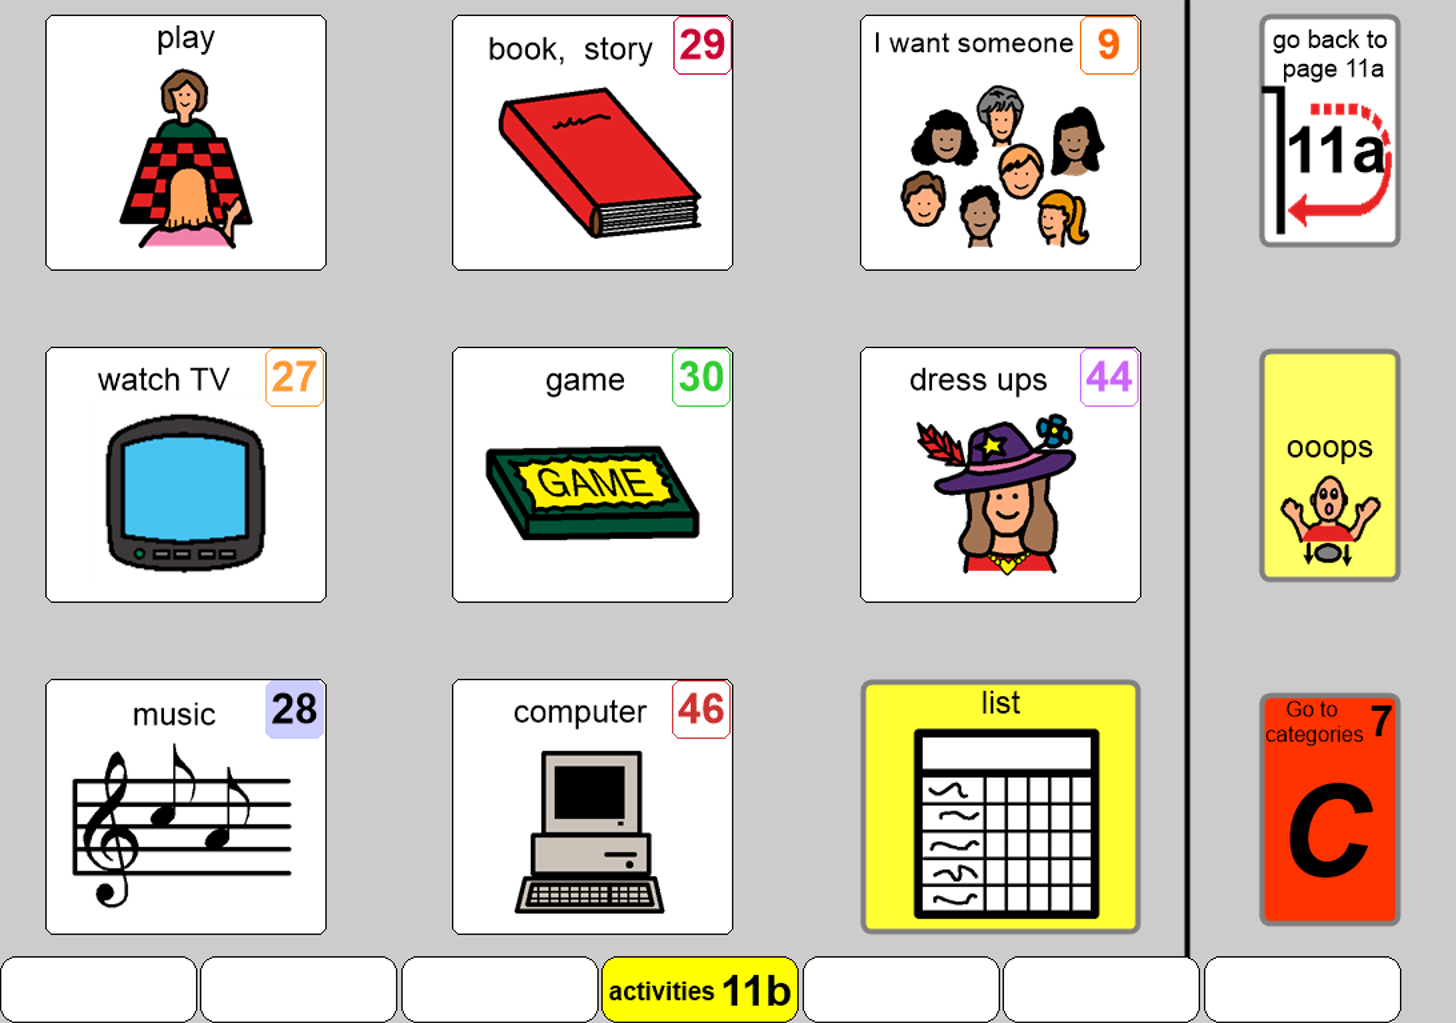 play
book, story 29
I want someone 9
go back to
page 11a
11a
watch TV 27
game 30
GAME
dress ups 44
ooops
music 28
computer 46
list
Go to
categories 7
C
activities 11b